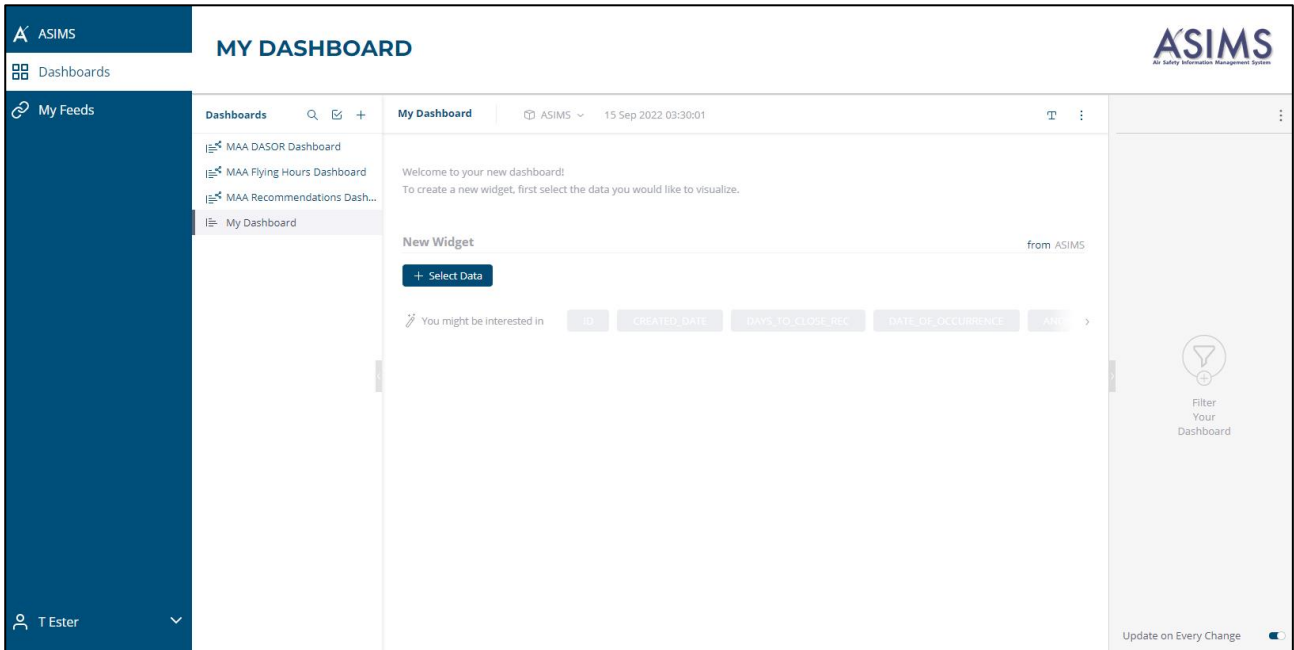 ASIMS
Dashboards
My Feeds
T Ester
MY DASHBOARD
ASIMS
Air Safety Information Management System
Dashboards
MAA DASOR Dashboard
MAA Flying Hours Dashboard
MAA Recommendations Dash...
My Dashboard
My Dashboard ASIMS 15 Sep 2022 03:30:01 T
Welcome to your new dashboard!
To create a new widget, first select the data you would like to visualize.
New Widget from ASIMS
+ Select Data
You might be interested in ID CREATED_DATE DAYS_TO_CLOSE_REC DATE_OF_OCCURRENCE
Filter
Your
Dashboard
Update on Every Change